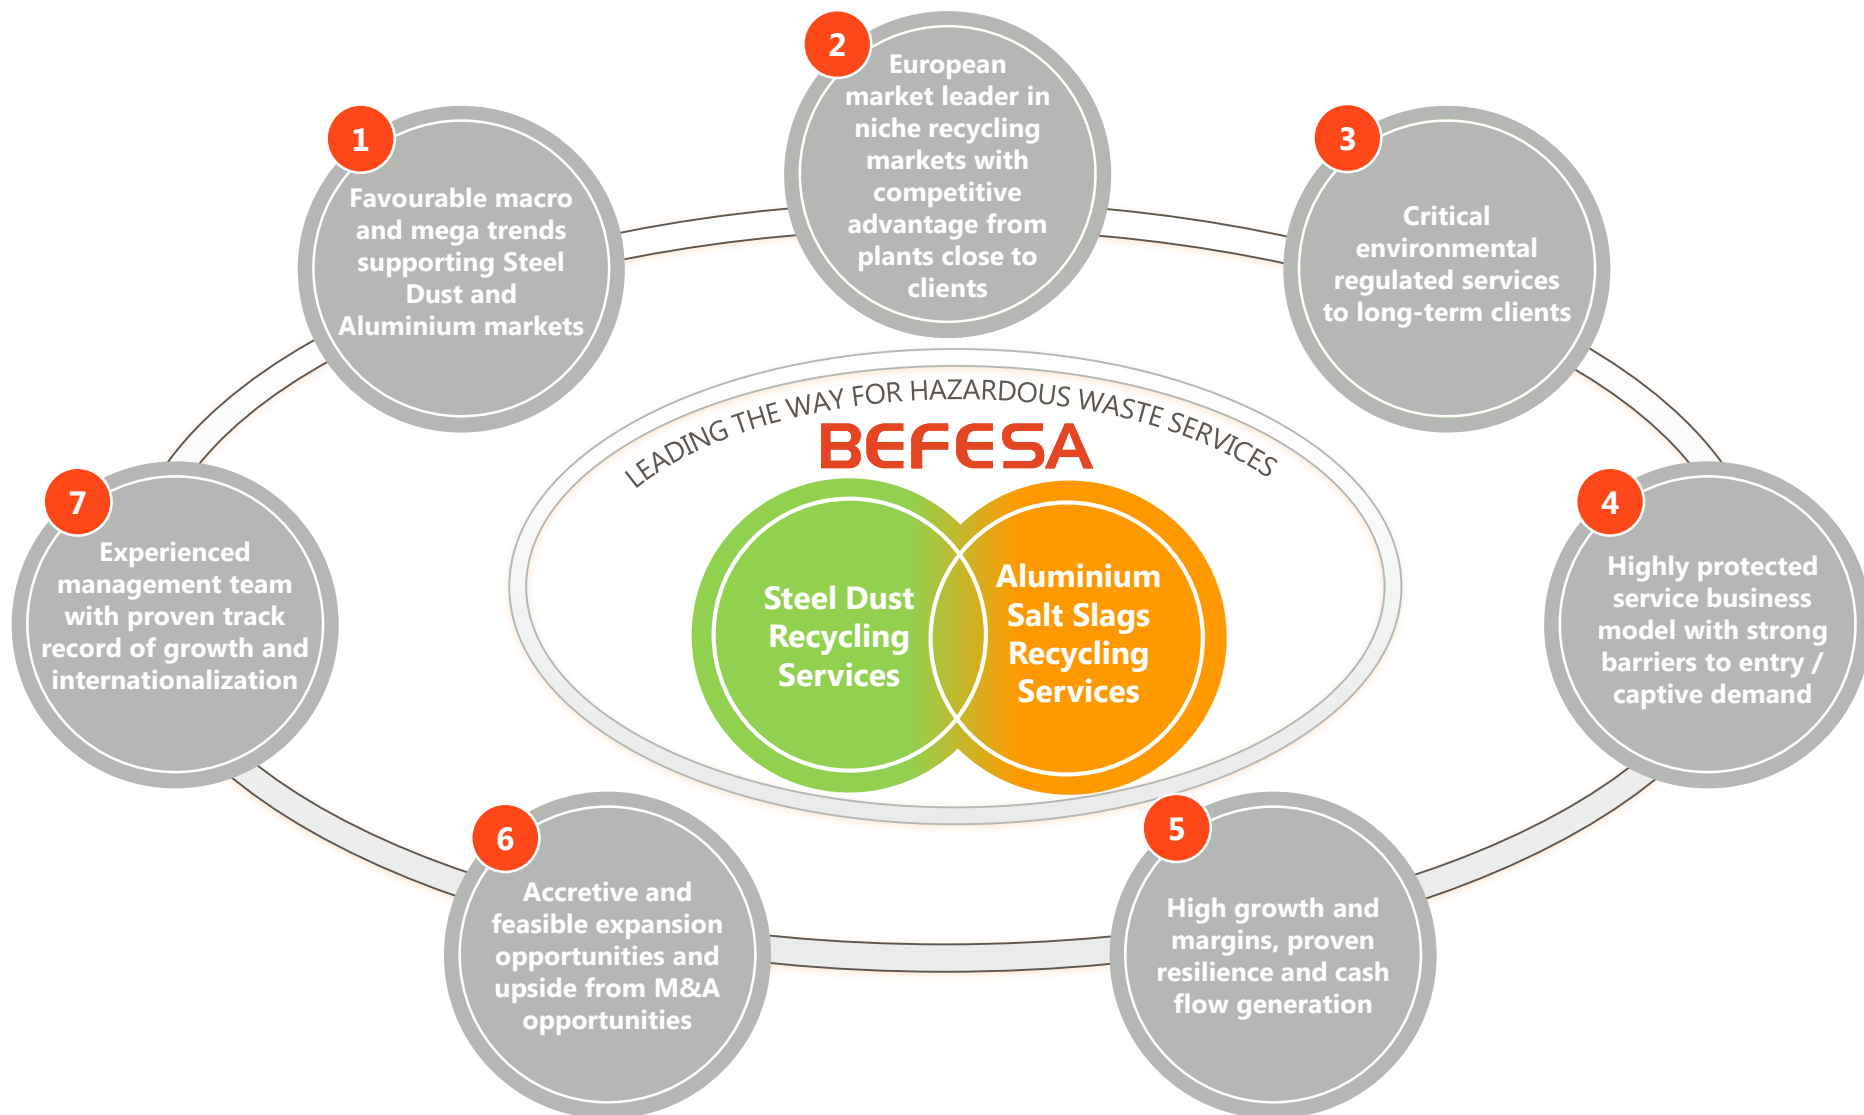 1
Favourable macro
and mega trends
supporting Steel
Dust and
Aluminium markets
2
European
market leader in
niche recycling
markets with
competitive
advantage from
plants close to
clients
3
Critical
environmental
regulated services
to long-term clients
4
Highly protected
service business
model with strong
barriers to entry /
captive demand
5
High growth and
margins, proven
resilience and cash
flow generation
6
Accretive and
feasible expansion
opportunities and
upside from M&A
opportunities
7
Experienced
management team
with proven track
record of growth and
internationalization
LEADING THE WAY FOR HAZARDOUS WASTE SERVICES
BEFESA
Steel Dust
Recycling
Services
Aluminium
Salt Slags
Recycling
Services